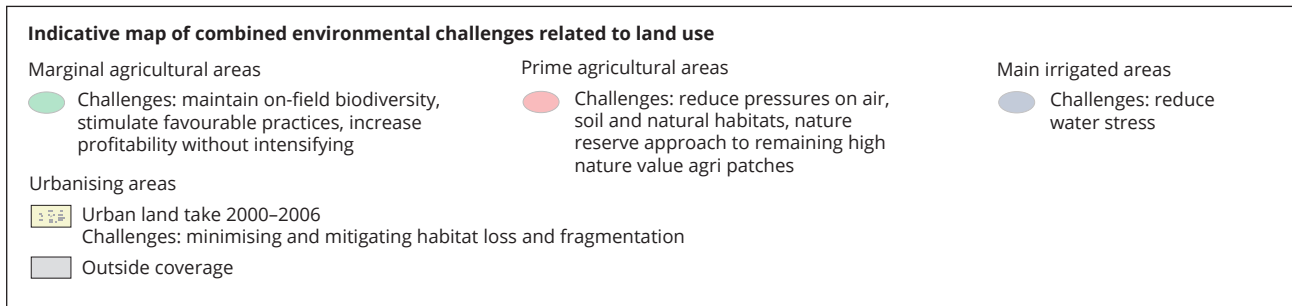 Indicative map of combined environmental challenges related to land use
Marginal agricultural areas
Challenges: maintain on-field biodiversity,
stimulate favourable practices, increase
profitability without intensifying
Prime agricultural areas
Challenges: reduce pressures on air,
soil and natural habitats, nature
reserve approach to remaining high
nature value agri patches
Main irrigated areas
Challenges: reduce
water stress
Urbanising areas
Urban land take 2000–2006
Challenges: minimising and mitigating habitat loss and fragmentation
Outside coverage